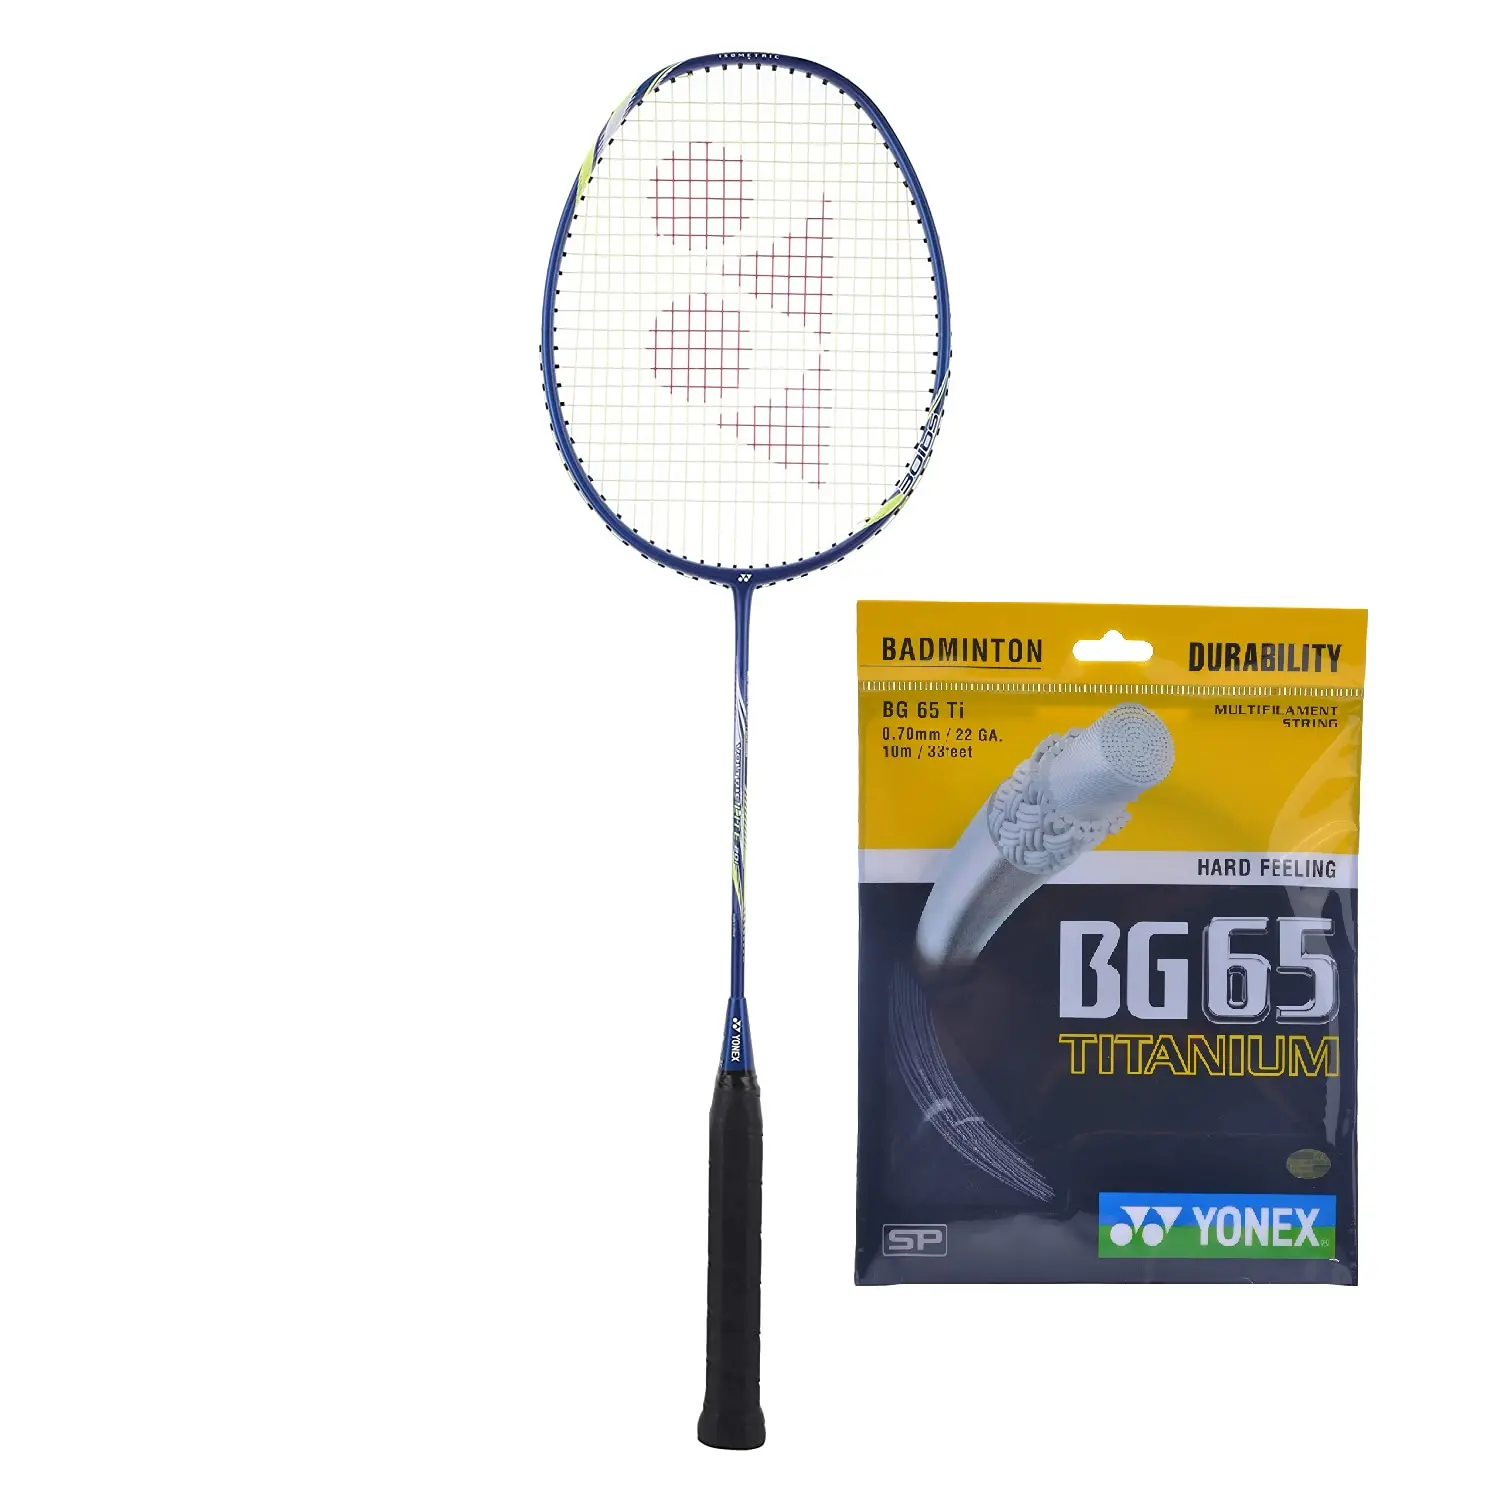 ISOMETRIC
YONEX
BADMINTON
DURABILITY
BG 65 Ti
0.70mm / 22 GA.
10m / 33feet
MULTIFILAMENT
STRING
HARD FEELING
BG65
TITANIUM
SP
YONEX®